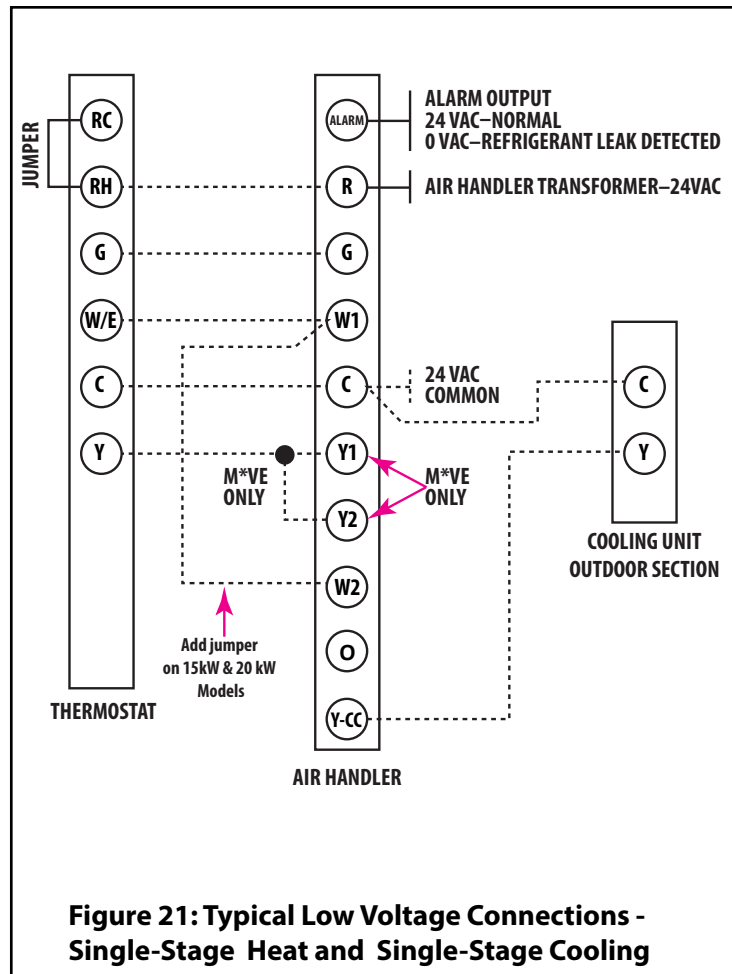 JUMPER
RC
RH
G
W/E
C
Y
THERMOSTAT
ALARM
R
G
W1
C
Y1
Y2
W2
O
Y-CC
AIR HANDLER
ALARM OUTPUT
24 VAC–NORMAL
0 VAC–REFRIGERANT LEAK DETECTED
AIR HANDLER TRANSFORMER–24VAC
24 VAC
COMMON
M*VE
ONLY
M*VE
ONLY
Add jumper
on 15kW & 20 kW
Models
C
Y
COOLING UNIT
OUTDOOR SECTION
Figure 21: Typical Low Voltage Connections -
Single-Stage Heat and Single-Stage Cooling